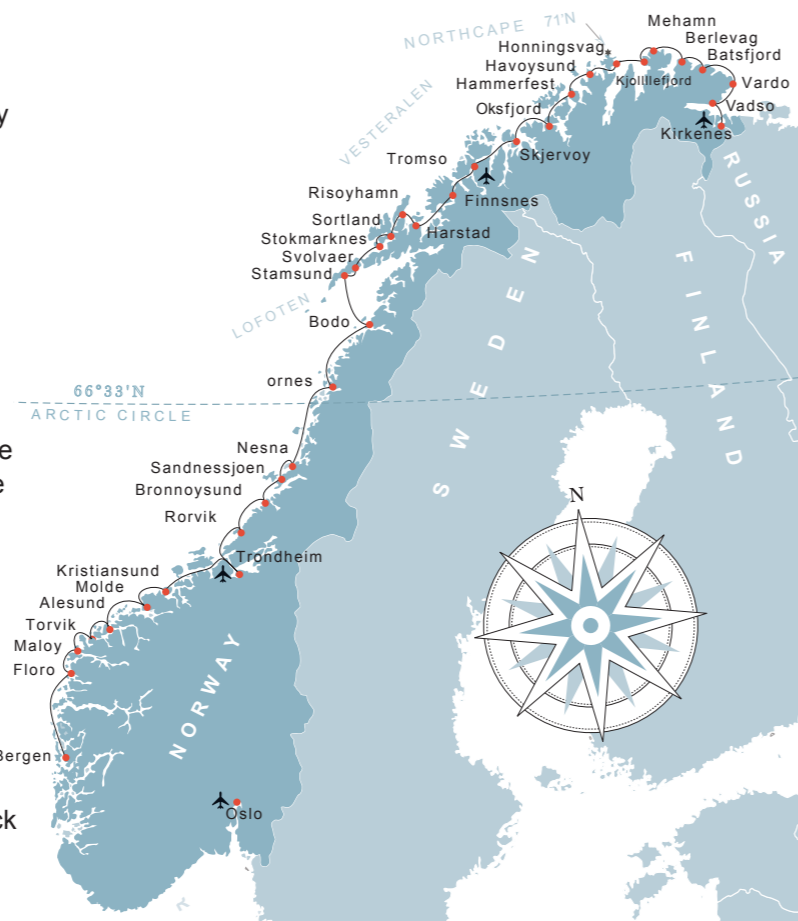 Mehamn
NORTHCAPE 71'N
Berlevag
Honningsvag
Batsfjord
Havoysund
Kjolllefjord
Hammerfest
Vardo
Oksfjord
Vadso
VESTERALEN
Kirkenes
Skjervoy
Tromso
RUSSIA
Risoyhamn
Finnsnes
Sortland
Harstad
Stokmarknes
Svolvaer
Stamsund
SWEDEN
FINLAND
LOFOTEN
Bodo
ornes
66°33'N
ARCTIC CIRCLE
Nesna
Sandnessjoen
Bronnoysund
N
Rorvik
Trondheim
Kristiansund
Molde
Alesund
Torvik
Maloy
Floro
NORWAY
Bergen
Oslo